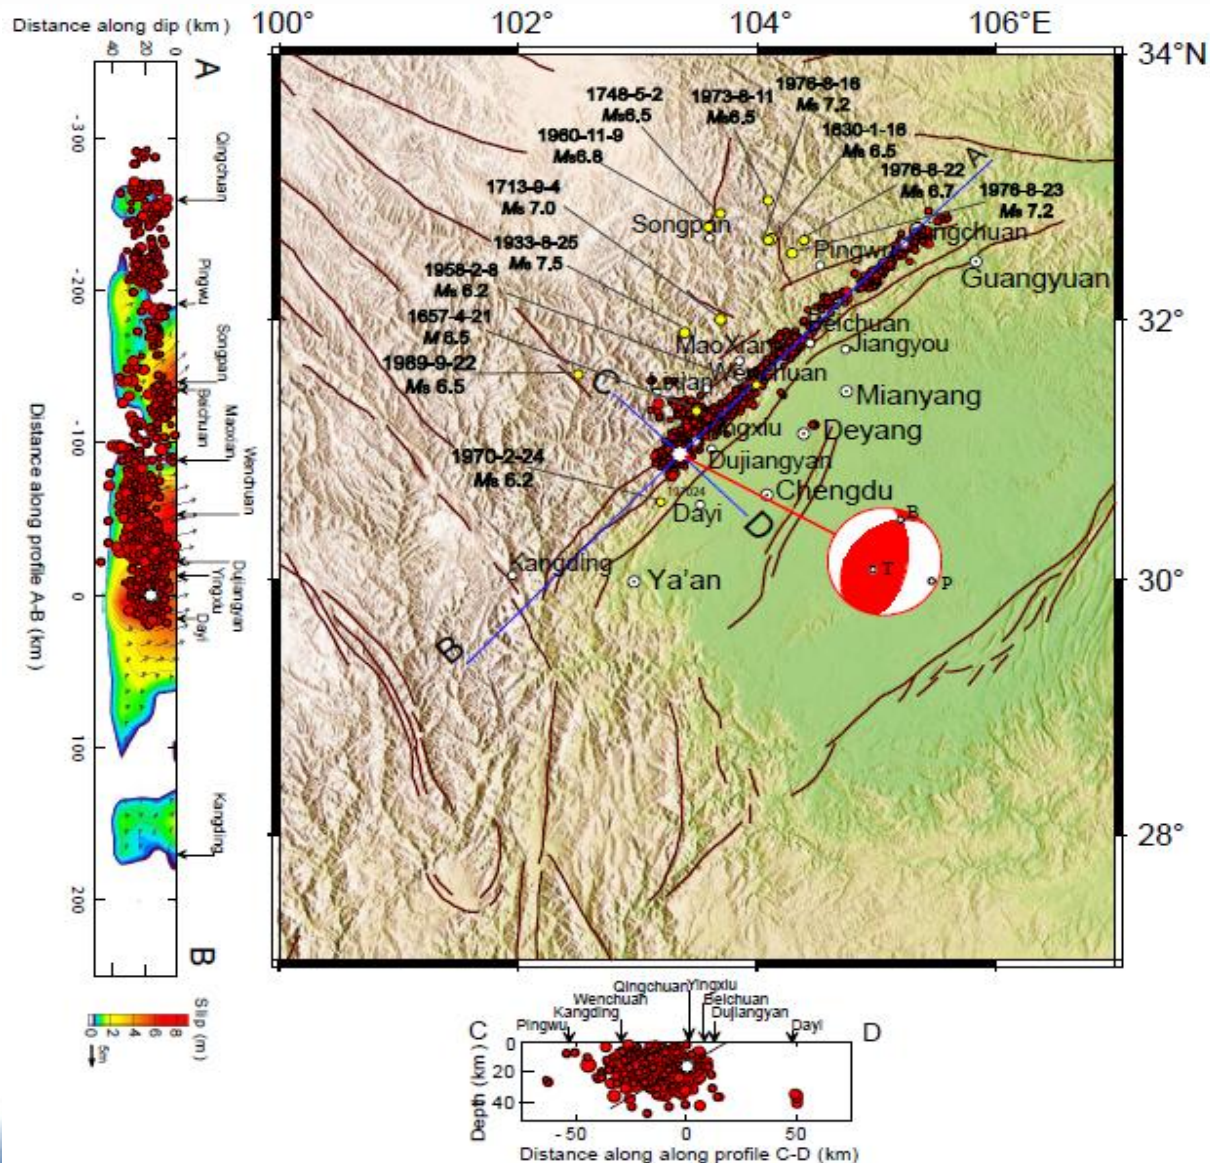 Distance along dip (km)
40 20 0
A
-300
-200
-100
0
100
200
Distance along profile A-B (km)
Qingchuan
Pingwu
Songpan
Beichuan
Maoxian
Wenchuan
Dujiangyan
Yingxiu
Dayi
Kangding
B
Slip (m)
0 2 4 6 8
5m
100° 102° 104° 106°E
34°N
32°
30°
28°
1748-5-2
Ms6.5
1973-8-11
Ms6.5
1976-8-16
Ms 7.2
1960-11-9
Ms6.8
1630-1-16
Ms 6.5
1976-8-22
Ms 6.7
1976-8-23
Ms 7.2
1713-9-4
Ms 7.0
1933-8-25
Ms 7.5
1958-2-8
Ms 6.2
1657-4-21
M 6.5
1989-9-22
Ms 6.5
1970-2-24
Ms 6.2
A
Songpan
Pingwu
Guangyuan
Beichuan
Jiangyou
MaoXian
Wenchuan
Mianyang
C
Deyang
Dujiangyan
Chengdu
197024
Dayi
D
Kangding
Ya'an
B
B
T
P
C
D
Qingchuan Yingxiu
Wenchuan Beichuan
Kangding Dujiangyan
Pingwu Dayi
Depth (km)
0
20
40
-50 0 50
Distance along along profile C-D (km)